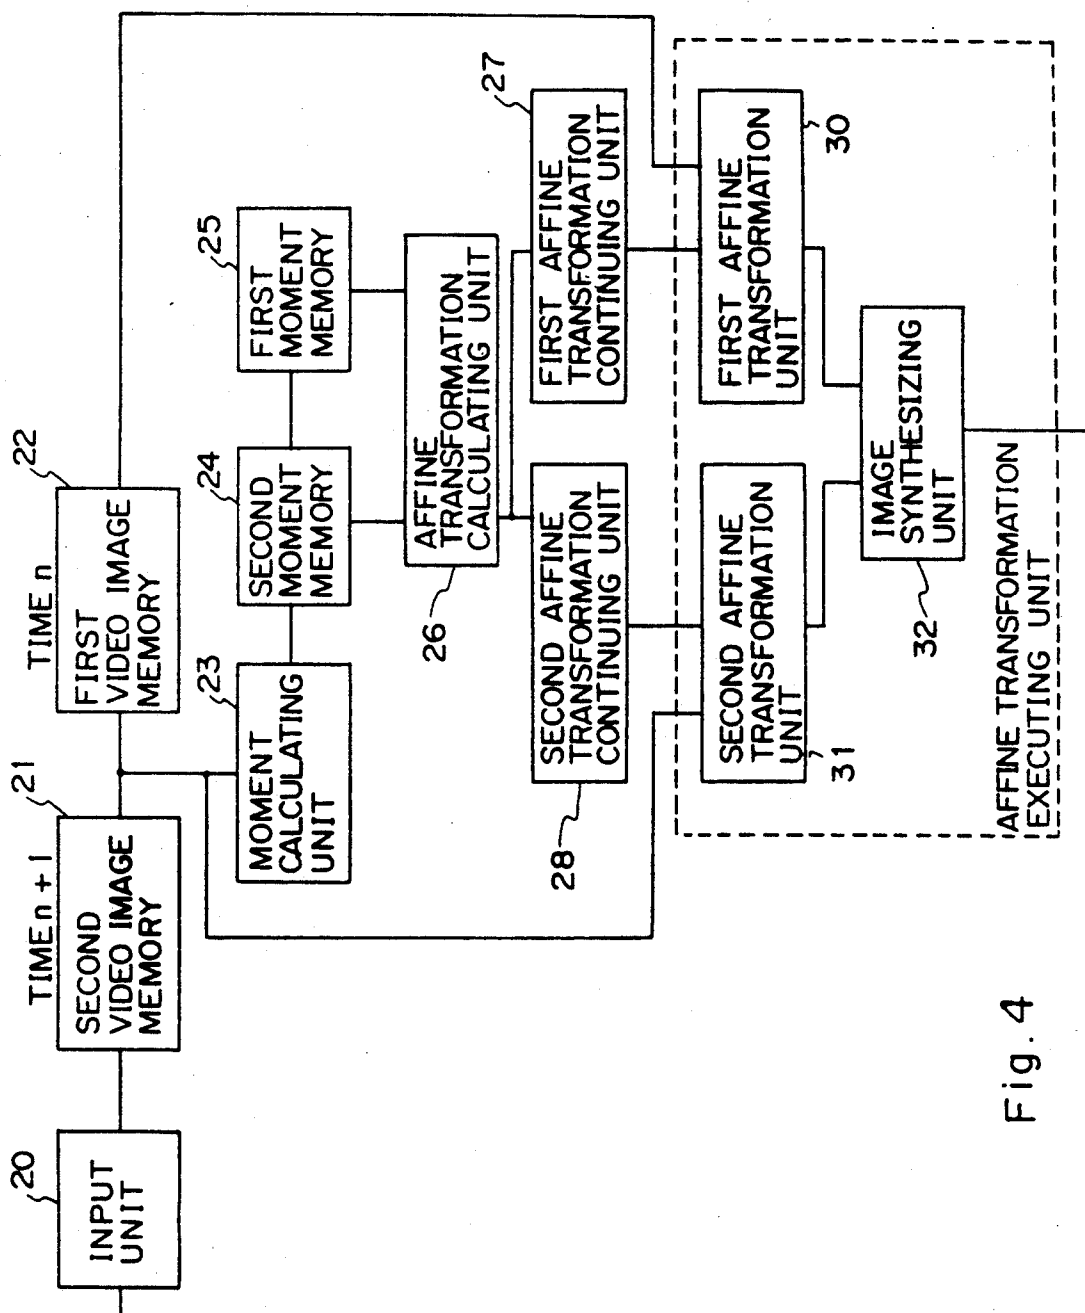 20
INPUT
UNIT
TIME n + 1
21
SECOND
VIDEO IMAGE
MEMORY
TIME n
22
FIRST
VIDEO IMAGE
MEMORY
23
MOMENT
CALCULATING
UNIT
24
SECOND
MOMENT
MEMORY
25
FIRST
MOMENT
MEMORY
26
AFFINE
TRANSFORMATION
CALCULATING UNIT
28
SECOND AFFINE
TRANSFORMATION
CONTINUING UNIT
27
FIRST AFFINE
TRANSFORMATION
CONTINUING UNIT
SECOND AFFINE
TRANSFORMATION
UNIT
31
FIRST AFFINE
TRANSFORMATION
UNIT
30
IMAGE
SYNTHESIZING
UNIT
32
AFFINE TRANSFORMATION
EXECUTING UNIT
Fig. 4